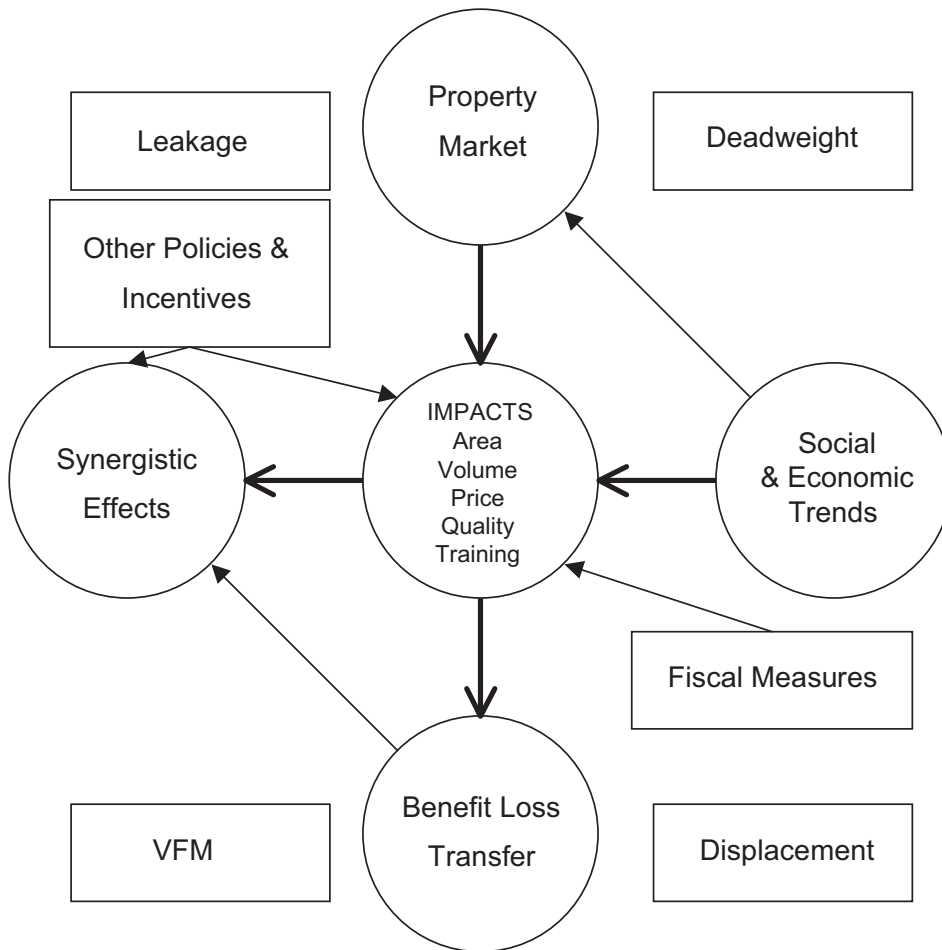 Property
Market
Leakage
Deadweight
Other Policies &
Incentives
Synergistic
Effects
IMPACTS
Area
Volume
Price
Quality
Training
Social
& Economic
Trends
Fiscal Measures
Benefit Loss
Transfer
VFM
Displacement